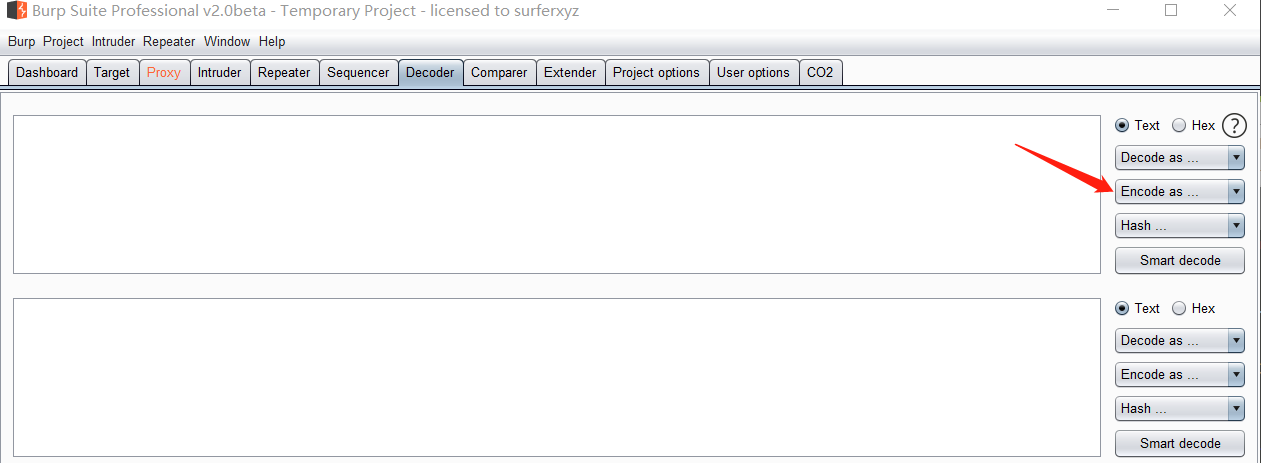 Burp Suite Professional v2.0beta - Temporary Project - licensed to surferxyz
Burp Project Intruder Repeater Window Help
Dashboard Target Proxy Intruder Repeater Sequencer Decoder Comparer Extender Project options User options CO2
Text Hex ?
Decode as ...
Encode as ...
Hash ...
Smart decode
Text Hex
Decode as ...
Encode as ...
Hash ...
Smart decode